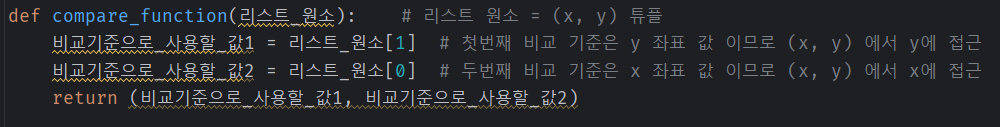 def compare_function(리스트_원소):    # 리스트 원소 = (x, y) 튜플
    비교기준으로_사용할_값1 = 리스트_원소[1]  # 첫번째 비교 기준은 y 좌표 값 이므로 (x, y) 에서 y에 접근
    비교기준으로_사용할_값2 = 리스트_원소[0]  # 두번째 비교 기준은 x 좌표 값 이므로 (x, y) 에서 x에 접근
    return (비교기준으로_사용할_값1, 비교기준으로_사용할_값2)